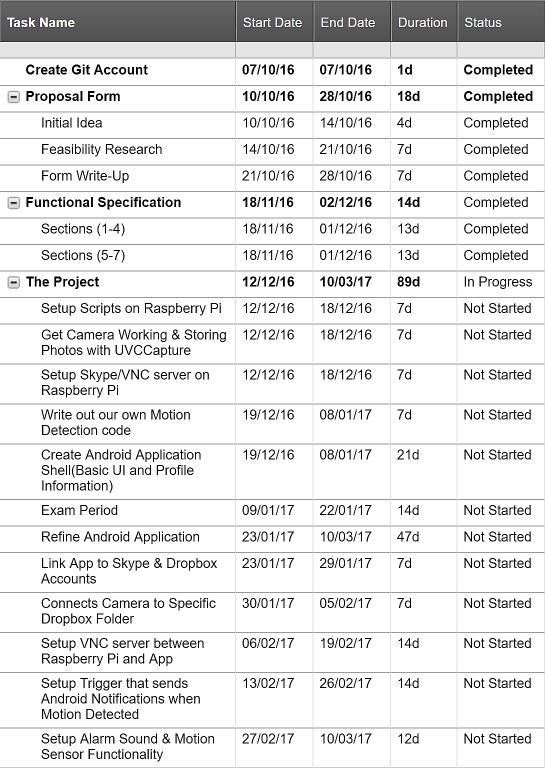 Task Name Start Date End Date Duration Status
Create Git Account 07/10/16 07/10/16 1d Completed
Proposal Form 10/10/16 28/10/16 18d Completed
Initial Idea 10/10/16 14/10/16 4d Completed
Feasibility Research 14/10/16 21/10/16 7d Completed
Form Write-Up 21/10/16 28/10/16 7d Completed
Functional Specification 18/11/16 02/12/16 14d Completed
Sections (1-4) 18/11/16 01/12/16 13d Completed
Sections (5-7) 18/11/16 01/12/16 13d Completed
The Project 12/12/16 10/03/17 89d In Progress
Setup Scripts on Raspberry Pi 12/12/16 18/12/16 7d Not Started
Get Camera Working & Storing 12/12/16 18/12/16 7d Not Started
Photos with UVCCapture
Setup Skype/VNC server on 12/12/16 18/12/16 7d Not Started
Raspberry Pi
Write out our own Motion 19/12/16 08/01/17 7d Not Started
Detection code
Create Android Application 19/12/16 08/01/17 21d Not Started
Shell(Basic UI and Profile
Information)
Exam Period 09/01/17 22/01/17 14d Not Started
Refine Android Application 23/01/17 10/03/17 47d Not Started
Link App to Skype & Dropbox 23/01/17 29/01/17 7d Not Started
Accounts
Connects Camera to Specific 30/01/17 05/02/17 7d Not Started
Dropbox Folder
Setup VNC server between 06/02/17 19/02/17 14d Not Started
Raspberry Pi and App
Setup Trigger that sends 13/02/17 26/02/17 14d Not Started
Android Notifications when
Motion Detected
Setup Alarm Sound & Motion 27/02/17 10/03/17 12d Not Started
Sensor Functionality